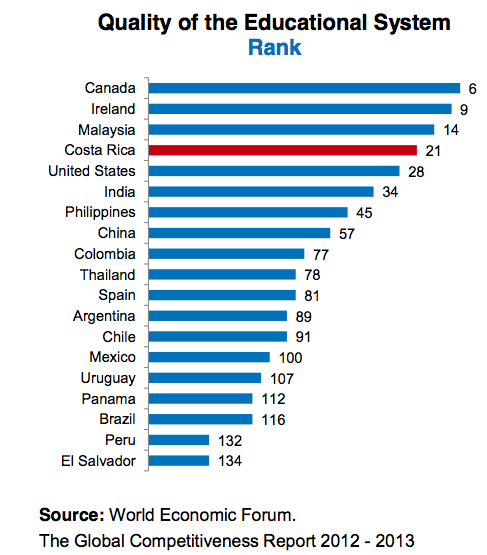 Quality of the Educational System
Rank
Canada 6
Ireland 9
Malaysia 14
Costa Rica 21
United States 28
India 34
Philippines 45
China 57
Colombia 77
Thailand 78
Spain 81
Argentina 89
Chile 91
Mexico 100
Uruguay 107
Panama 112
Brazil 116
Peru 132
El Salvador 134
Source: World Economic Forum.
The Global Competitiveness Report 2012 - 2013